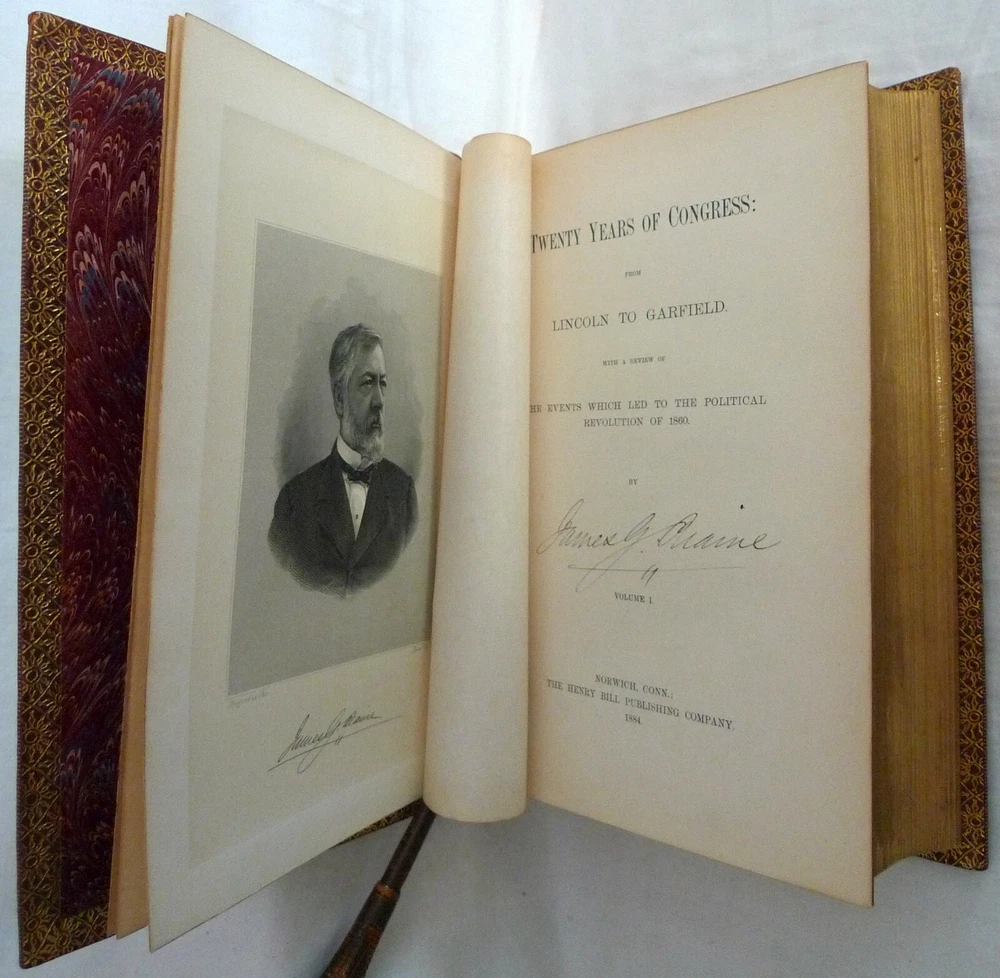 James G. Blaine
TWENTY YEARS OF CONGRESS:
FROM
LINCOLN TO GARFIELD.
WITH A REVIEW OF
HE EVENTS WHICH LED TO THE POLITICAL
REVOLUTION OF 1860.
BY
James G. Blaine
VOLUME I.
NORWICH, CONN.:
THE HENRY BILL PUBLISHING COMPANY.
1884.